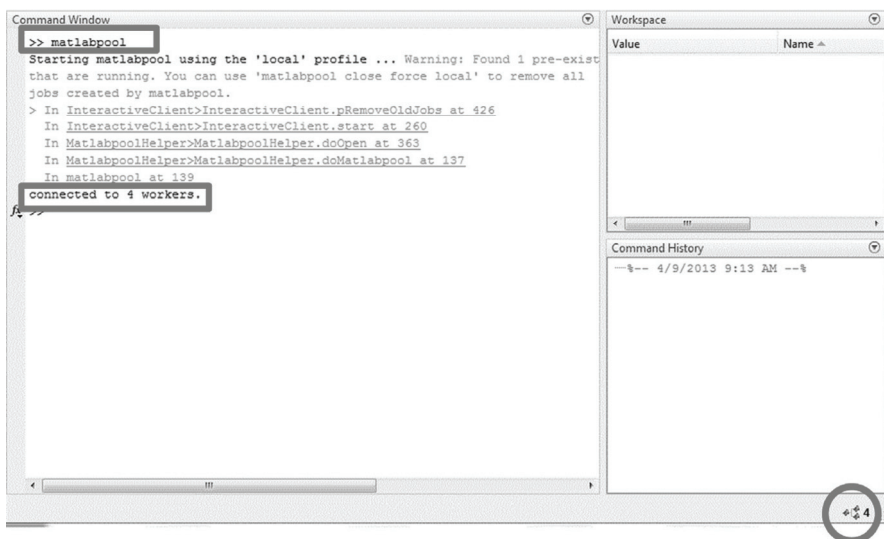 Command Window
>> matlabpool
Starting matlabpool using the 'local' profile ... Warning: Found 1 pre-exist
that are running. You can use 'matlabpool close force local' to remove all
jobs created by matlabpool.
> In InteractiveClient>InteractiveClient.pRemoveOldJobs at 426
In InteractiveClient>InteractiveClient.start at 260
In MatlabpoolHelper>MatlabpoolHelper.doOpen at 363
In MatlabpoolHelper>MatlabpoolHelper.doMatlabpool at 137
In matlabpool at 139
connected to 4 workers.
fx >>
Workspace
Value Name
Command History
%-- 4/9/2013 9:13 AM --%
4